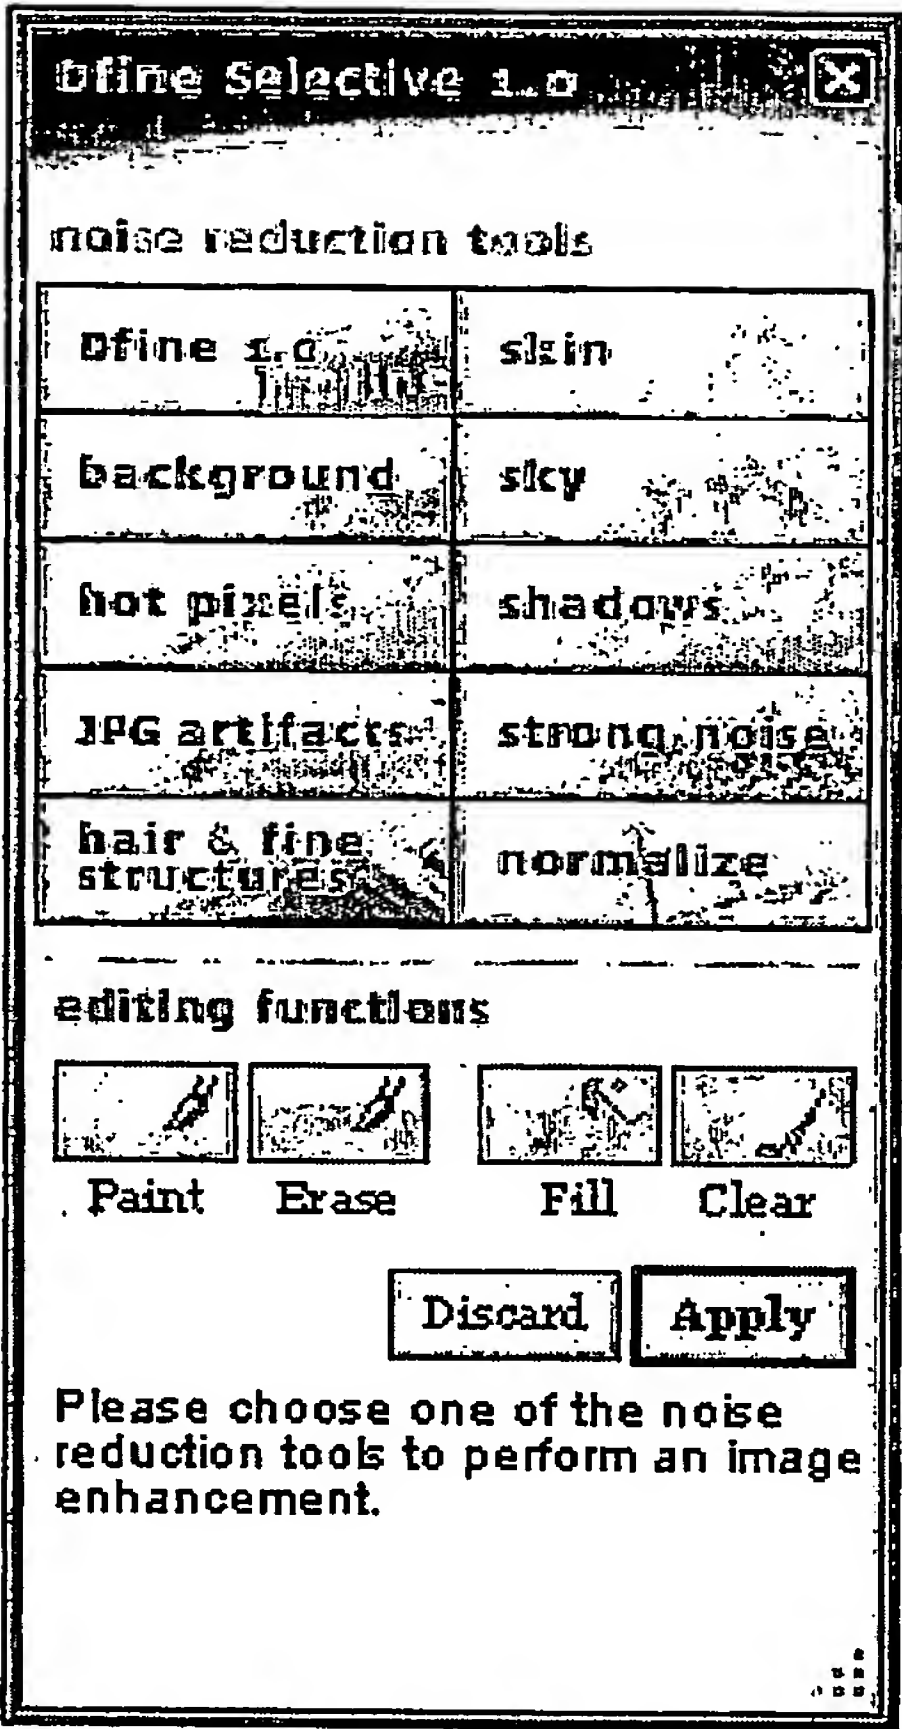 Dfine Selective 1.0
noise reduction tools
Dfine 1.0
skin
background
sky
hot pixels
shadows
JPG artifacts
strong noise
hair & fine
structures
normalize
editing functions
Paint
Erase
Fill
Clear
Discard
Apply
Please choose one of the noise
reduction tools to perform an image
enhancement.